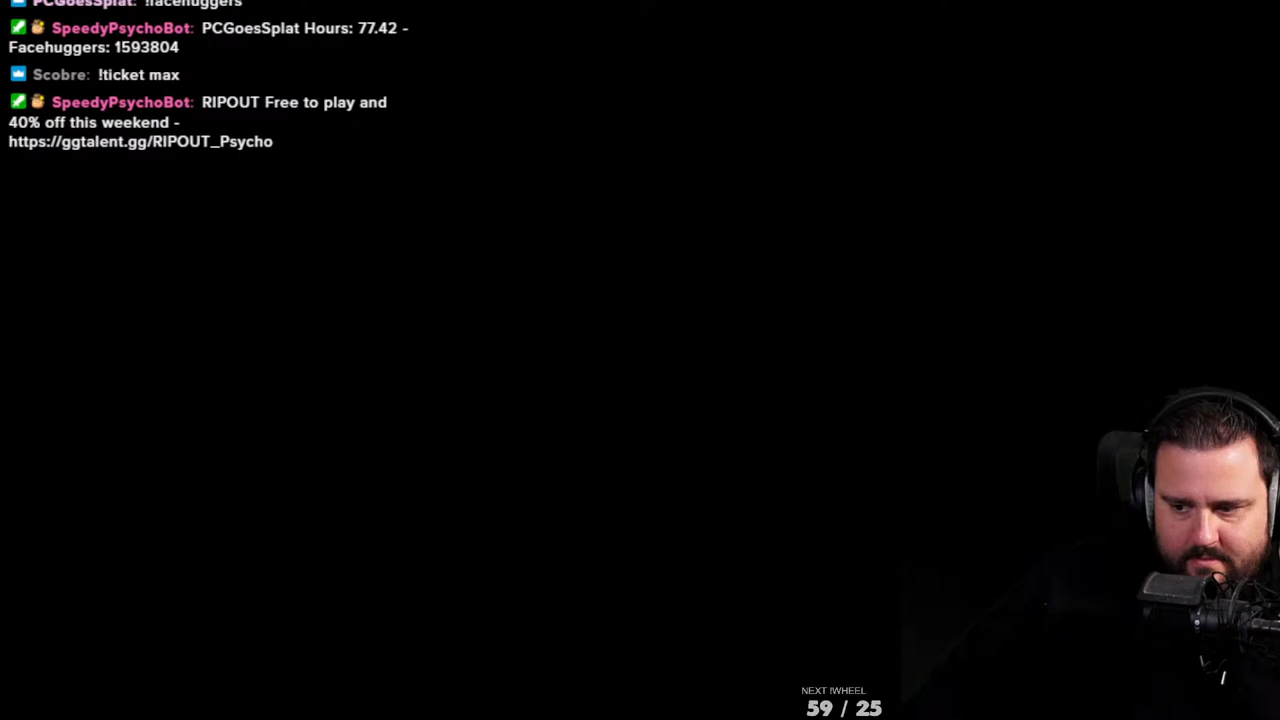 PCGoesSplat: !facehuggers
SpeedyPsychoBot: PCGoesSplat Hours: 77.42 -
Facehuggers: 1593804
Scobre: !ticket max
SpeedyPsychoBot: RIPOUT Free to play and
40% off this weekend -
https://ggtalent.gg/RIPOUT_Psycho
NEXT !WHEEL
59 / 25